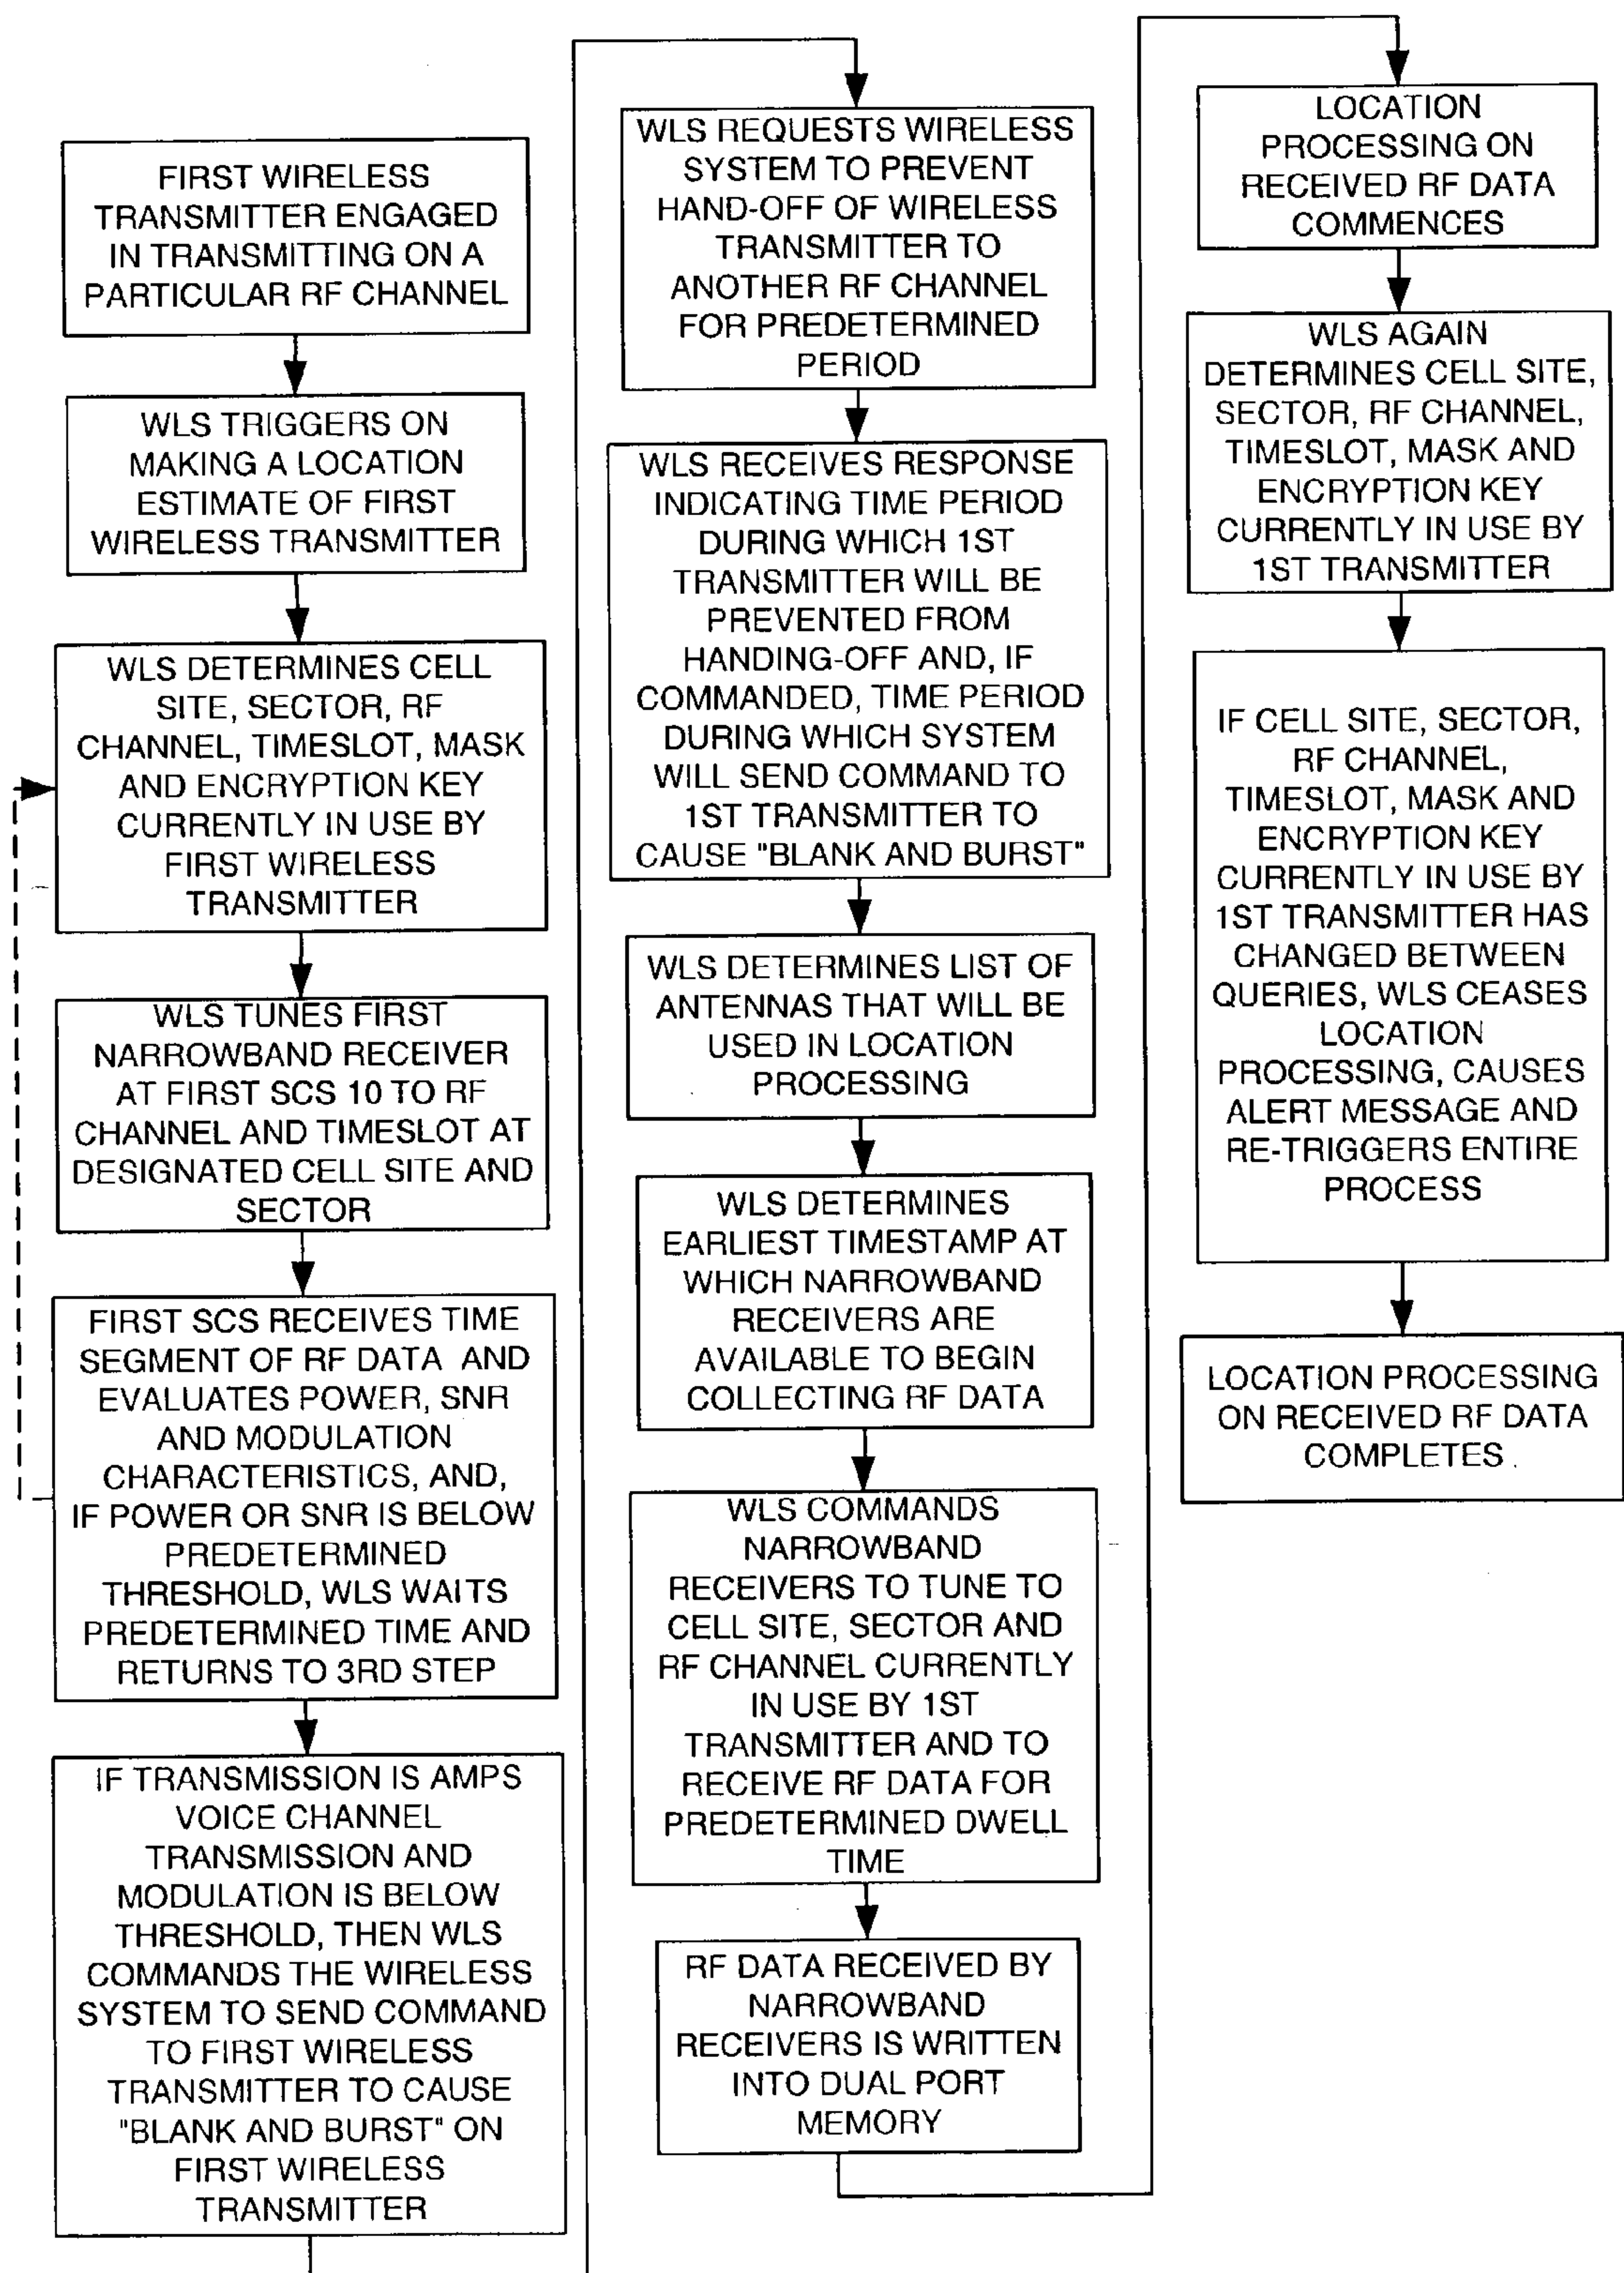 FIRST WIRELESS
TRANSMITTER ENGAGED
IN TRANSMITTING ON A
PARTICULAR RF CHANNEL
WLS TRIGGERS ON
MAKING A LOCATION
ESTIMATE OF FIRST
WIRELESS TRANSMITTER
WLS DETERMINES CELL
SITE, SECTOR, RF
CHANNEL, TIMESLOT, MASK
AND ENCRYPTION KEY
CURRENTLY IN USE BY
FIRST WIRELESS
TRANSMITTER
WLS TUNES FIRST
NARROWBAND RECEIVER
AT FIRST SCS 10 TO RF
CHANNEL AND TIMESLOT AT
DESIGNATED CELL SITE AND
SECTOR
FIRST SCS RECEIVES TIME
SEGMENT OF RF DATA AND
EVALUATES POWER, SNR
AND MODULATION
CHARACTERISTICS, AND,
IF POWER OR SNR IS BELOW
PREDETERMINED
THRESHOLD, WLS WAITS
PREDETERMINED TIME AND
RETURNS TO 3RD STEP
IF TRANSMISSION IS AMPS
VOICE CHANNEL
TRANSMISSION AND
MODULATION IS BELOW
THRESHOLD, THEN WLS
COMMANDS THE WIRELESS
SYSTEM TO SEND COMMAND
TO FIRST WIRELESS
TRANSMITTER TO CAUSE
"BLANK AND BURST" ON
FIRST WIRELESS
TRANSMITTER
WLS REQUESTS WIRELESS
SYSTEM TO PREVENT
HAND-OFF OF WIRELESS
TRANSMITTER TO
ANOTHER RF CHANNEL
FOR PREDETERMINED
PERIOD
WLS RECEIVES RESPONSE
INDICATING TIME PERIOD
DURING WHICH 1ST
TRANSMITTER WILL BE
PREVENTED FROM
HANDING-OFF AND, IF
COMMANDED, TIME PERIOD
DURING WHICH SYSTEM
WILL SEND COMMAND TO
1ST TRANSMITTER TO
CAUSE "BLANK AND BURST"
WLS DETERMINES LIST OF
ANTENNAS THAT WILL BE
USED IN LOCATION
PROCESSING
WLS DETERMINES
EARLIEST TIMESTAMP AT
WHICH NARROWBAND
RECEIVERS ARE
AVAILABLE TO BEGIN
COLLECTING RF DATA
WLS COMMANDS
NARROWBAND
RECEIVERS TO TUNE TO
CELL SITE, SECTOR AND
RF CHANNEL CURRENTLY
IN USE BY 1ST
TRANSMITTER AND TO
RECEIVE RF DATA FOR
PREDETERMINED DWELL
TIME
RF DATA RECEIVED BY
NARROWBAND
RECEIVERS IS WRITTEN
INTO DUAL PORT
MEMORY
LOCATION
PROCESSING ON
RECEIVED RF DATA
COMMENCES
WLS AGAIN
DETERMINES CELL SITE,
SECTOR, RF CHANNEL,
TIMESLOT, MASK AND
ENCRYPTION KEY
CURRENTLY IN USE BY
1ST TRANSMITTER
IF CELL SITE, SECTOR,
RF CHANNEL,
TIMESLOT, MASK AND
ENCRYPTION KEY
CURRENTLY IN USE BY
1ST TRANSMITTER HAS
CHANGED BETWEEN
QUERIES, WLS CEASES
LOCATION
PROCESSING, CAUSES
ALERT MESSAGE AND
RE-TRIGGERS ENTIRE
PROCESS
LOCATION PROCESSING
ON RECEIVED RF DATA
COMPLETES